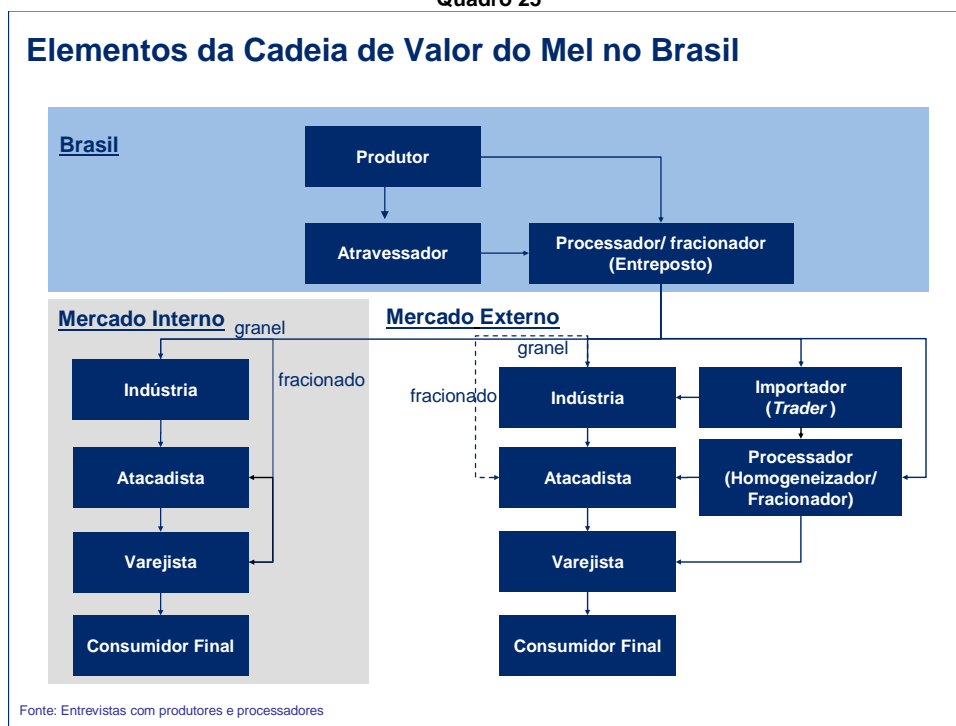 Quadro 25
Elementos da Cadeia de Valor do Mel no Brasil
Brasil
Produtor
Atravessador
Processador/ fracionador
(Entreposto)
Mercado Interno
granel
fracionado
Indústria
Atacadista
Varejista
Consumidor Final
Mercado Externo
granel
fracionado
Indústria
Importador
(Trader )
Atacadista
Processador
(Homogeneizador/
Fracionador)
Varejista
Consumidor Final
Fonte: Entrevistas com produtores e processadores